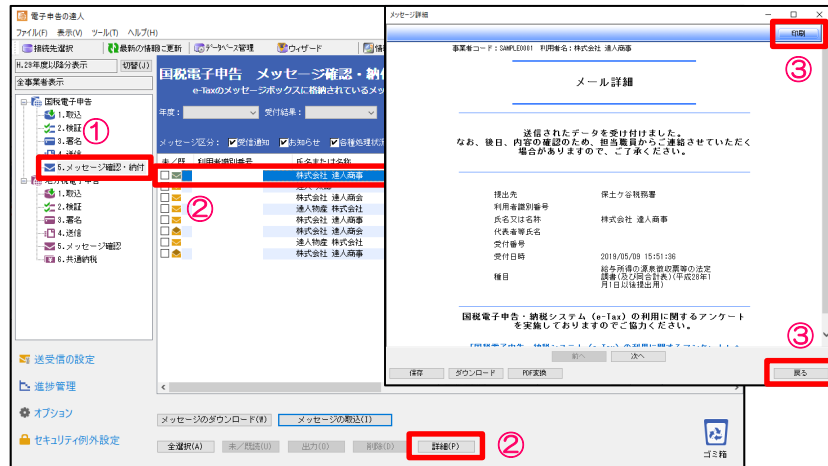 電子申告の達人
ファイル(F) 表示(V) ツール(T) ヘルプ(H)
接続先選択 最新の情報に更新 データベース管理 ウィザード
H.29年度以降分表示 切替(J)
全事業者表示
国税電子申告
1.取込
2.検証
3.署名
4.送信
5.メッセージ確認・納付
1.取込
2.検証
3.署名
4.送信
5.メッセージ確認
6.共通納税
①
送受信の設定
進捗管理
オプション
セキュリティ例外設定
国税電子申告 メッセージ確認・納付
e-Taxのメッセージボックスに格納されているメッ
年度: 受付結果:
メッセージ区分: 受信通知 お知らせ 各種処理状況
未/既 利用者識別番号 氏名または名称
株式会社 達人商事
株式会社 達人商会
達人物産 株式会社
株式会社 達人商事
株式会社 達人商会
達人物産 株式会社
株式会社 達人商事
②
メッセージのダウンロード(W) メッセージの取込(I)
全選択(A) 未/既読(U) 出力(O) 削除(D) 詳細(P)
②
ゴミ箱
メッセージ詳細
印刷
③
事業者コード:SAMPLE0001 利用者名:株式会社 達人商事
メール詳細
送信されたデータを受け付けました。
なお、後日、内容の確認のため、担当職員からご連絡させていただく
場合がありますので、ご了承ください。
提出先 保土ケ谷税務署
利用者識別番号
氏名又は名称 株式会社 達人商事
代表者等氏名
受付番号
受付日時 2019/05/09 15:51:36
種目 給与所得の源泉徴収票等の法定
調書(及び同合計表)(平成28年1
月1日以後提出用)
国税電子申告・納税システム(e-Tax)の利用に関するアンケート
を実施しておりますのでご協力ください。
前へ 次へ
保存 ダウンロード PDF変換 戻る
③